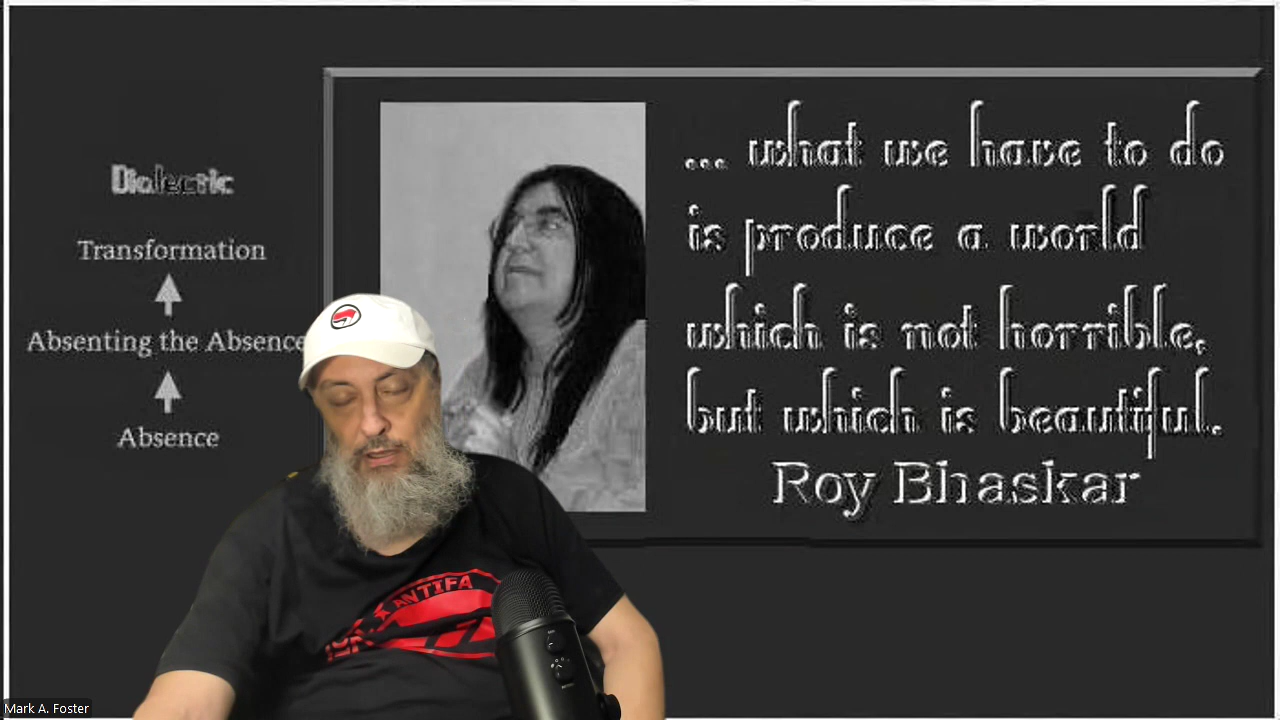 Dialectic
Transformation
Absenting the Absence
Absence
... what we have to do
is produce a world
which is not horrible,
but which is beautiful.
Roy Bhaskar
ANTIFA
Mark A. Foster